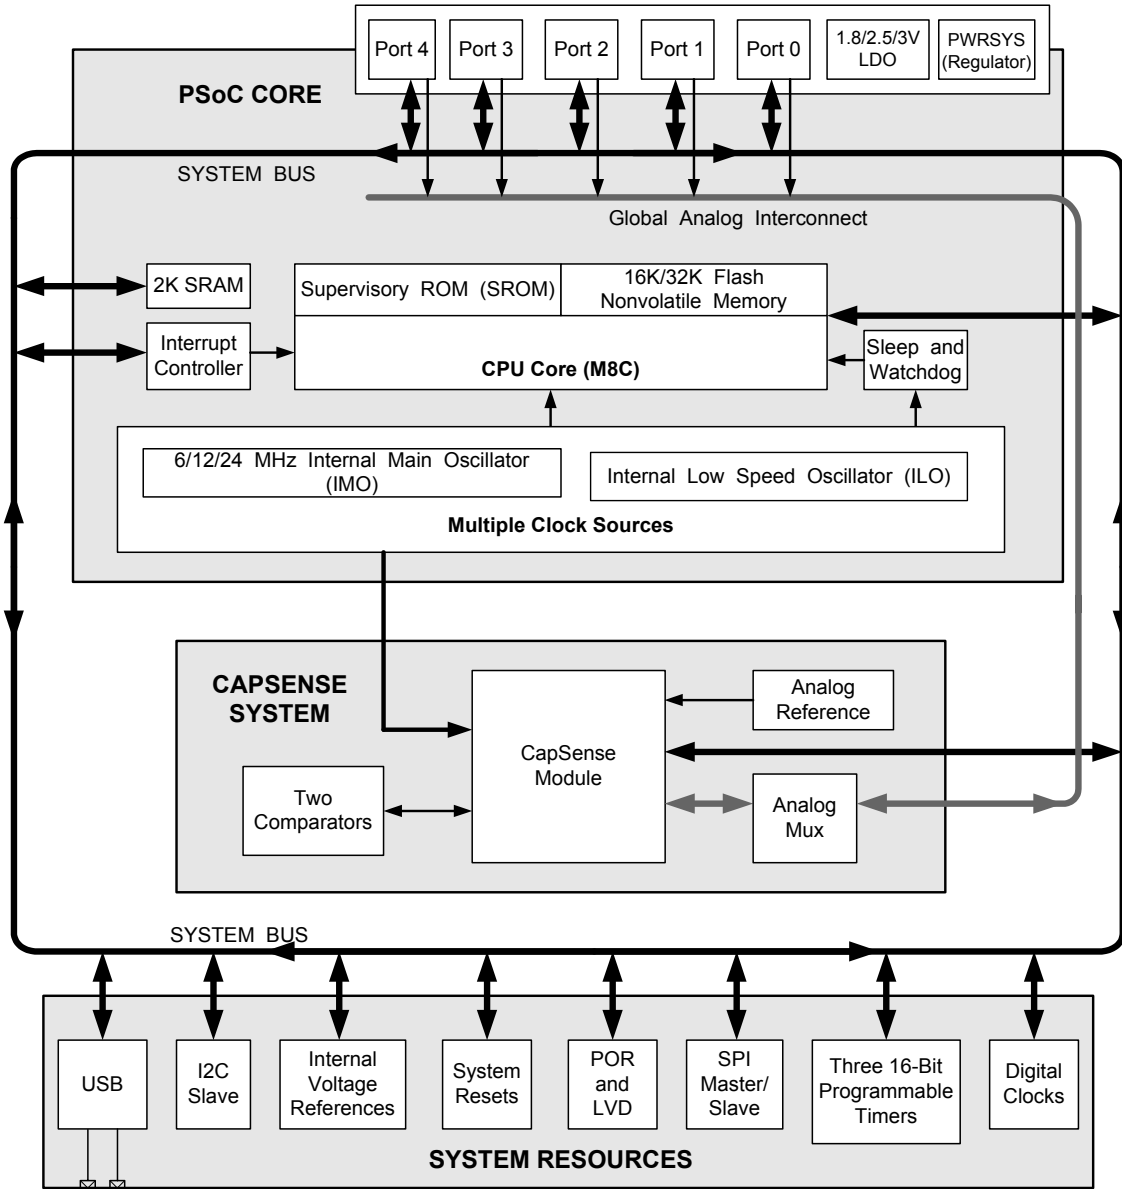 Port 4
Port 3
Port 2
Port 1
Port 0
1.8/2.5/3V
LDO
PWRSYS
(Regulator)
PSoC CORE
SYSTEM BUS
Global Analog Interconnect
2K SRAM
Supervisory ROM (SROM)
16K/32K Flash
Nonvolatile Memory
Interrupt
Controller
CPU Core (M8C)
Sleep and
Watchdog
6/12/24 MHz Internal Main Oscillator
(IMO)
Internal Low Speed Oscillator (ILO)
Multiple Clock Sources
CAPSENSE
SYSTEM
Analog
Reference
CapSense
Module
Two
Comparators
Analog
Mux
SYSTEM BUS
USB
I2C
Slave
Internal
Voltage
References
System
Resets
POR
and
LVD
SPI
Master/
Slave
Three 16-Bit
Programmable
Timers
Digital
Clocks
SYSTEM RESOURCES